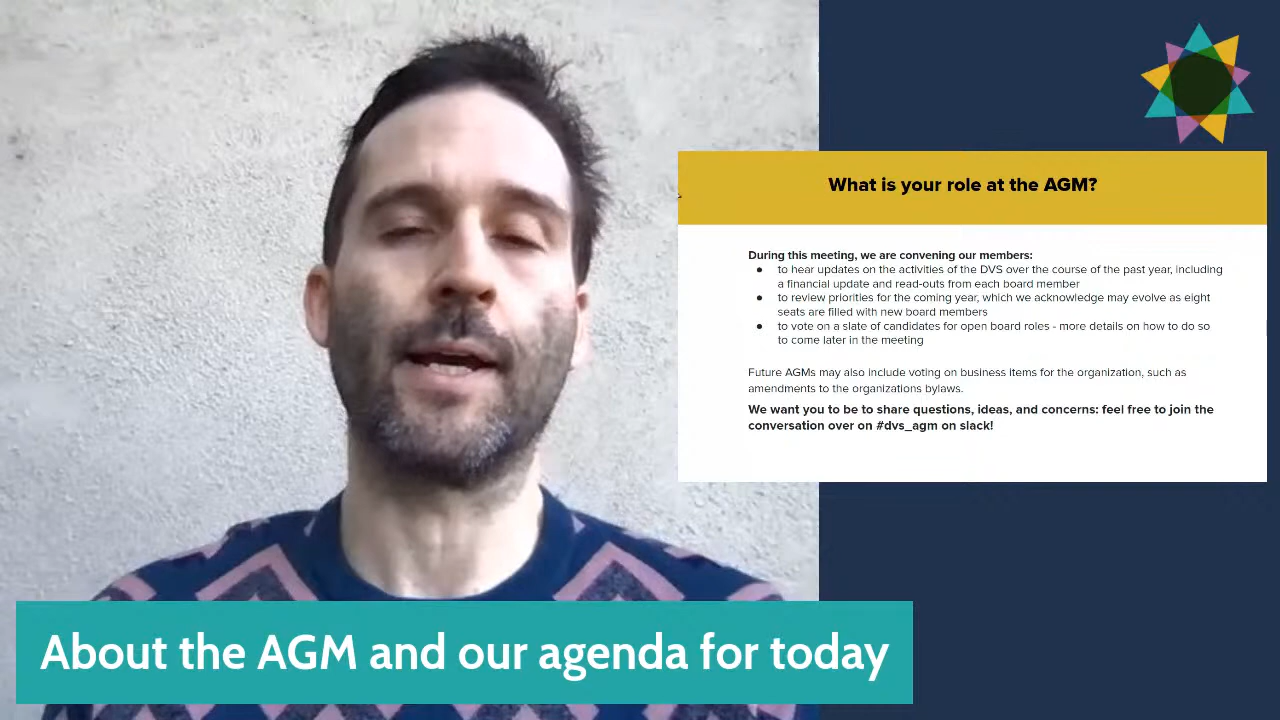 What is your role at the AGM?
During this meeting, we are convening our members:
● to hear updates on the activities of the DVS over the course of the past year, including
a financial update and read-outs from each board member
● to review priorities for the coming year, which we acknowledge may evolve as eight
seats are filled with new board members
● to vote on a slate of candidates for open board roles - more details on how to do so
to come later in the meeting
Future AGMs may also include voting on business items for the organization, such as
amendments to the organizations bylaws.
We want you to be to share questions, ideas, and concerns: feel free to join the
conversation over on #dvs_agm on slack!
About the AGM and our agenda for today